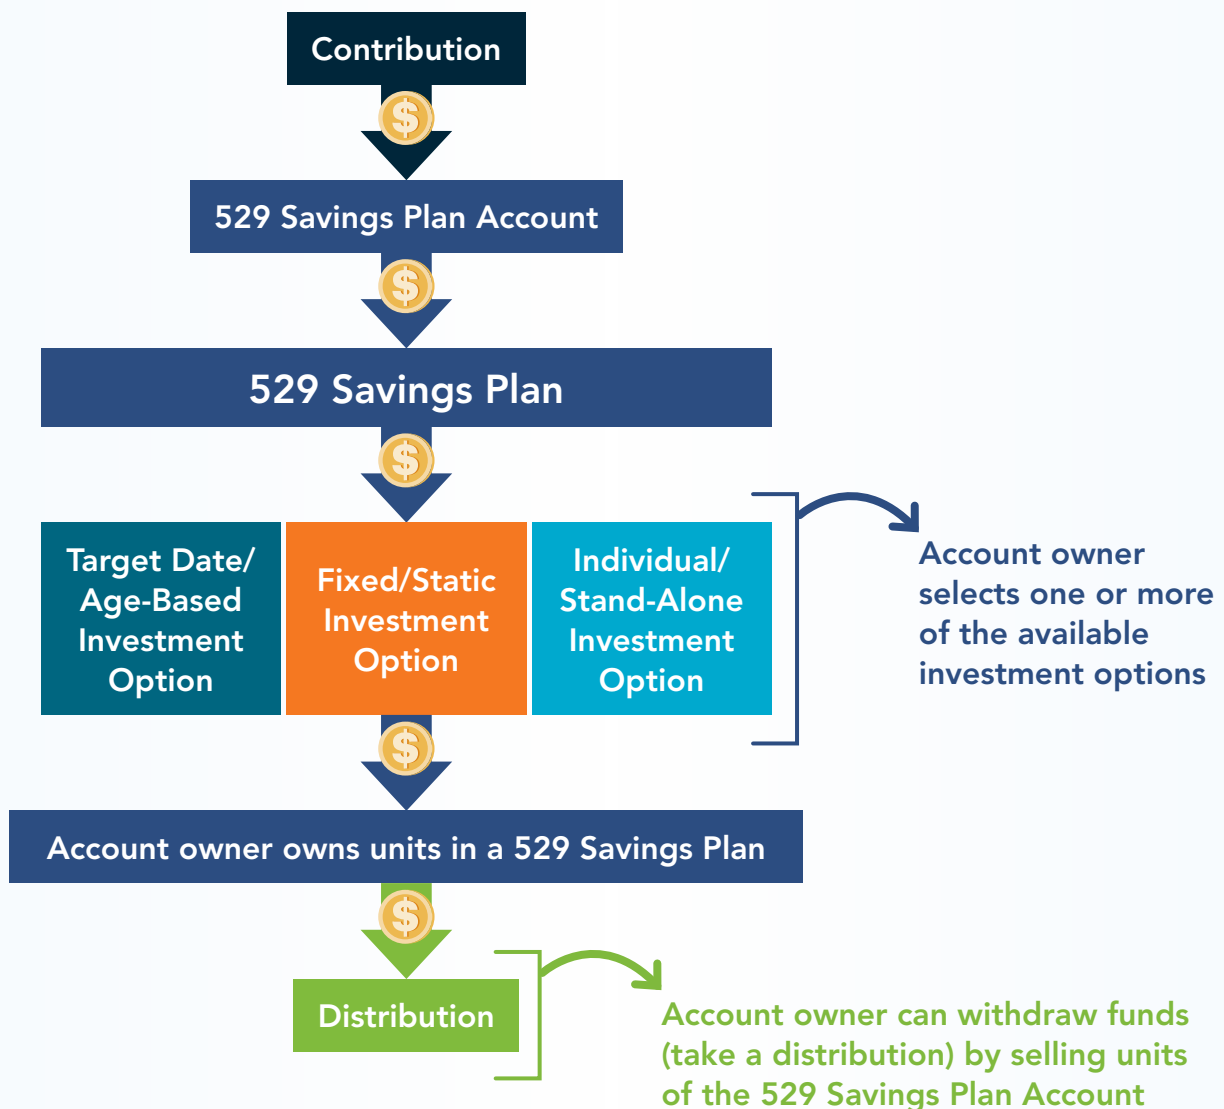 Contribution
$
529 Savings Plan Account
$
529 Savings Plan
$
Target Date/
Age-Based
Investment
Option
Fixed/Static
Investment
Option
Individual/
Stand-Alone
Investment
Option
Account owner
selects one or more
of the available
investment options
$
Account owner owns units in a 529 Savings Plan
$
Distribution
Account owner can withdraw funds
(take a distribution) by selling units
of the 529 Savings Plan Account